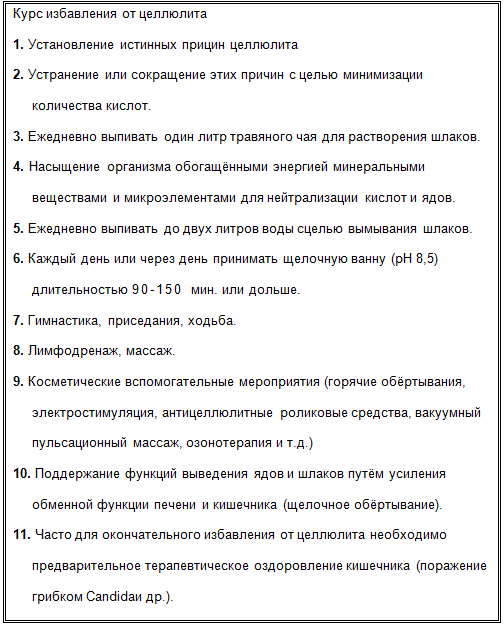 Курс избавления от целлюлита
1. Установление истинных прицин целлюлита
2. Устранение или сокращение этих причин с целью минимизации
количества кислот.
3. Ежедневно выпивать один литр травяного чая для растворения шлаков.
4. Насыщение организма обогащёнными энергией минеральными
веществами и микроэлементами для нейтрализации кислот и ядов.
5. Ежедневно выпивать до двух литров воды сцелью вымывания шлаков.
6. Каждый день или через день принимать щелочную ванну (pH 8,5)
длительностью 90-150 мин. или дольше.
7. Гимнастика, приседания, ходьба.
8. Лимфодренаж, массаж.
9. Косметические вспомогательные мероприятия (горячие обёртывания,
электростимуляция, антицеллюлитные роликовые средства, вакуумный
пульсационный массаж, озонотерапия и т.д.)
10. Поддержание функций выведения ядов и шлаков путём усиления
обменной функции печени и кишечника (щелочное обёртывание).
11. Часто для окончательного избавления от целлюлита необходимо
предварительное терапевтическое оздоровление кишечника (поражение
грибком Candidaи др.).